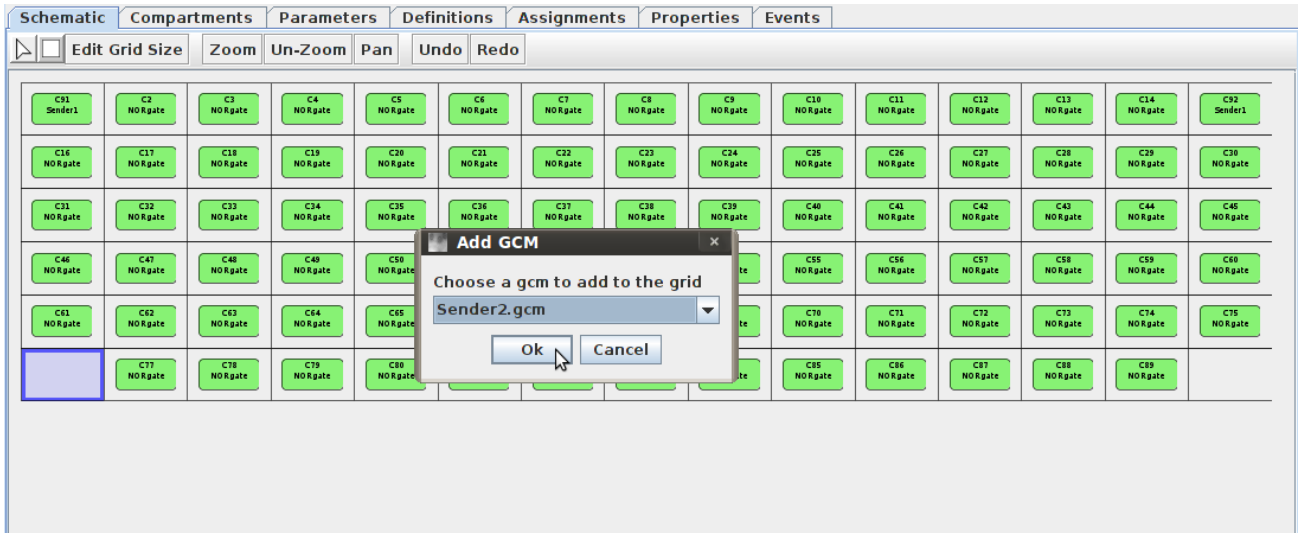 Schematic Compartments Parameters Definitions Assignments Properties Events
Edit Grid Size Zoom Un-Zoom Pan Undo Redo
C91 C2 C3 C4 C5 C6 C7 C8 C9 C10 C11 C12 C13 C14 C92
Sender1 NORgate NORgate NORgate NORgate NORgate NORgate NORgate NORgate NORgate NORgate NORgate NORgate NORgate Sender1
C16 C17 C18 C19 C20 C21 C22 C23 C24 C25 C26 C27 C28 C29 C30
NORgate NORgate NORgate NORgate NORgate NORgate NORgate NORgate NORgate NORgate NORgate NORgate NORgate NORgate NORgate
C31 C32 C33 C34 C35 C36 C37 C38 C39 C40 C41 C42 C43 C44 C45
NORgate NORgate NORgate NORgate NORgate NORgate NORgate NORgate NORgate NORgate NORgate NORgate NORgate NORgate NORgate
Add GCM
Choose a gcm to add to the grid
Sender2.gcm
Ok Cancel
C46 C47 C48 C49 C50 C55 C56 C57 C58 C59 C60
NORgate NORgate NORgate NORgate NORgate NORgate NORgate NORgate NORgate NORgate NORgate
C61 C62 C63 C64 C65 C70 C71 C72 C73 C74 C75
NORgate NORgate NORgate NORgate NORgate NORgate NORgate NORgate NORgate NORgate NORgate
C77 C78 C79 C80 C85 C86 C87 C88 C89
NORgate NORgate NORgate NORgate NORgate NORgate NORgate NORgate NORgate